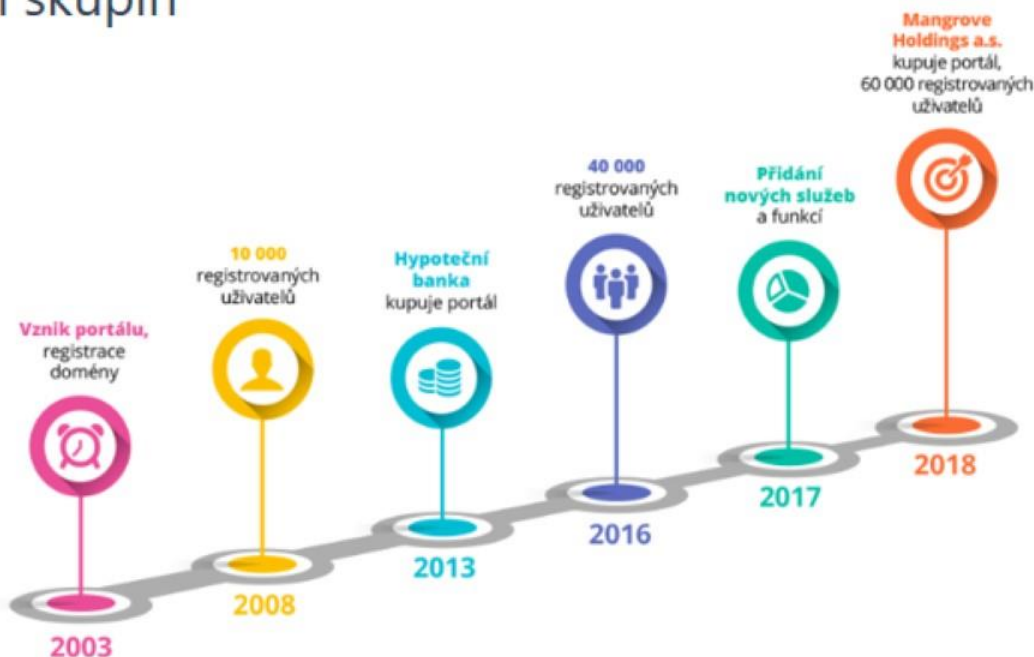 skupin
Vznik portálu,
registrace
domény
2003
10 000
registrovaných
uživatelů
2008
Hypoteční
banka
kupuje portál
2013
40 000
registrovaných
uživatelů
2016
Přidání
nových služeb
a funkcí
2017
Mangrove
Holdings a.s.
kupuje portál,
60 000 registrovaných
uživatelů
2018